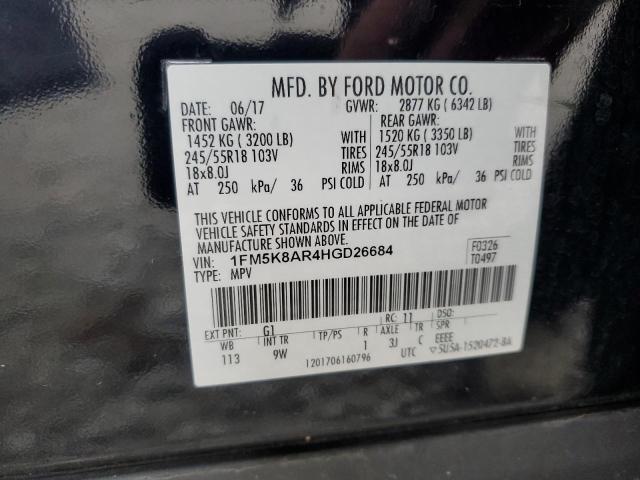 MFD. BY FORD MOTOR CO.
DATE: 06/17 GVWR: 2877 KG ( 6342 LB)
FRONT GAWR: REAR GAWR:
1452 KG ( 3200 LB) WITH 1520 KG ( 3350 LB) WITH
245/55R18 103V TIRES 245/55R18 103V TIRES
18x8.0J RIMS 18x8.0J RIMS
AT 250 kPa/ 36 PSI COLD AT 250 kPa/ 36 PSI COLD
THIS VEHICLE CONFORMS TO ALL APPLICABLE FEDERAL MOTOR
VEHICLE SAFETY STANDARDS IN EFFECT ON THE DATE OF
MANUFACTURE SHOWN ABOVE.
VIN: 1FM5K8AR4HGD26684 F0326
TYPE: MPV T0497
EXT PNT: G1 RC: 11 DSO:
WB INT TR TP/PS R AXLE TR SPR
113 9W 1 3J C EEEE
1201706160796 UTC ▽5U5A-1520472-BA